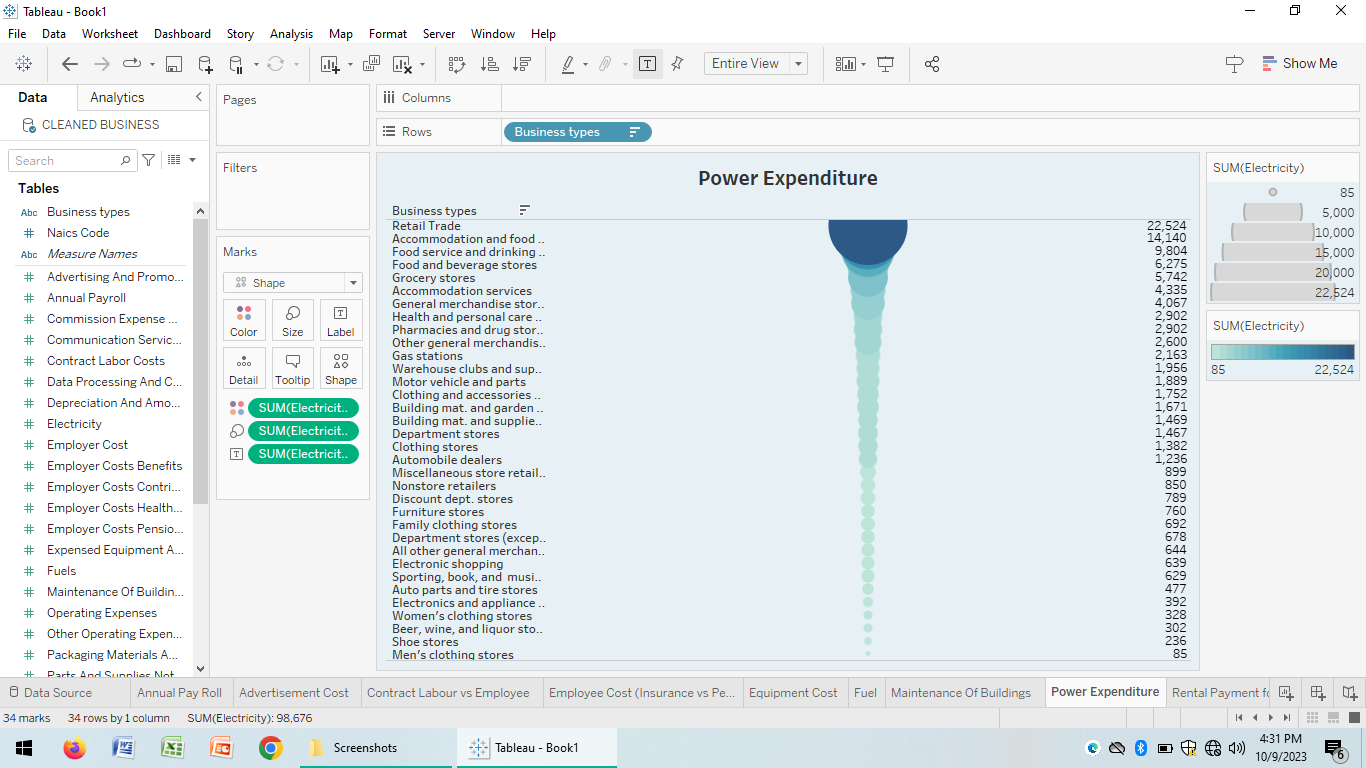 Tableau - Book1
File Data Worksheet Dashboard Story Analysis Map Format Server Window Help
Entire View
Show Me
Data Analytics
CLEANED BUSINESS
Search
Tables
Abc Business types
# Naics Code
Abc Measure Names
# Advertising And Promo...
# Annual Payroll
# Commission Expense ...
# Communication Servic...
# Contract Labor Costs
# Data Processing And C...
# Depreciation And Amo...
# Electricity
# Employer Cost
# Employer Costs Benefits
# Employer Costs Contri...
# Employer Costs Health...
# Employer Costs Pensio...
# Expensed Equipment A...
# Fuels
# Maintenance Of Buildin...
# Operating Expenses
# Other Operating Expen...
# Packaging Materials A...
# Parts And Supplies Not
Pages
Filters
Marks
Shape
Color Size Label
Detail Tooltip Shape
SUM(Electricit..
SUM(Electricit..
SUM(Electricit..
Columns
Rows Business types
Power Expenditure
Business types
Retail Trade 22,524
Accommodation and food .. 14,140
Food service and drinking .. 9,804
Food and beverage stores 6,275
Grocery stores 5,742
Accommodation services 4,335
General merchandise stor.. 4,067
Health and personal care .. 2,902
Pharmacies and drug stor.. 2,902
Other general merchandis.. 2,600
Gas stations 2,163
Warehouse clubs and sup.. 1,956
Motor vehicle and parts 1,889
Clothing and accessories .. 1,752
Building mat. and garden .. 1,671
Building mat. and supplie.. 1,469
Department stores 1,467
Clothing stores 1,382
Automobile dealers 1,236
Miscellaneous store retail.. 899
Nonstore retailers 850
Discount dept. stores 789
Furniture stores 760
Family clothing stores 692
Department stores (excep.. 678
All other general merchan.. 644
Electronic shopping 639
Sporting, book, and musi.. 629
Auto parts and tire stores 477
Electronics and appliance .. 392
Women's clothing stores 328
Beer, wine, and liquor sto.. 302
Shoe stores 236
Men's clothing stores 85
SUM(Electricity)
85
5,000
10,000
15,000
20,000
22,524
SUM(Electricity)
85 22,524
Data Source Annual Pay Roll Advertisement Cost Contract Labour vs Employee Employee Cost (Insurance vs Pe... Equipment Cost Fuel Maintenance Of Buildings Power Expenditure Rental Payment fo
34 marks 34 rows by 1 column SUM(Electricity): 98,676
Screenshots
Tableau - Book1
4:31 PM
10/9/2023
6